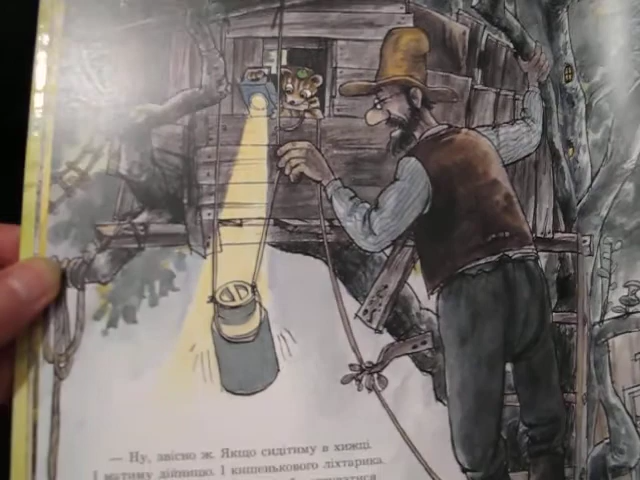 — Ну, звісно ж. Якщо сидітиму в хижці.
І матиму дійницю. І кишенькового ліхтарика.